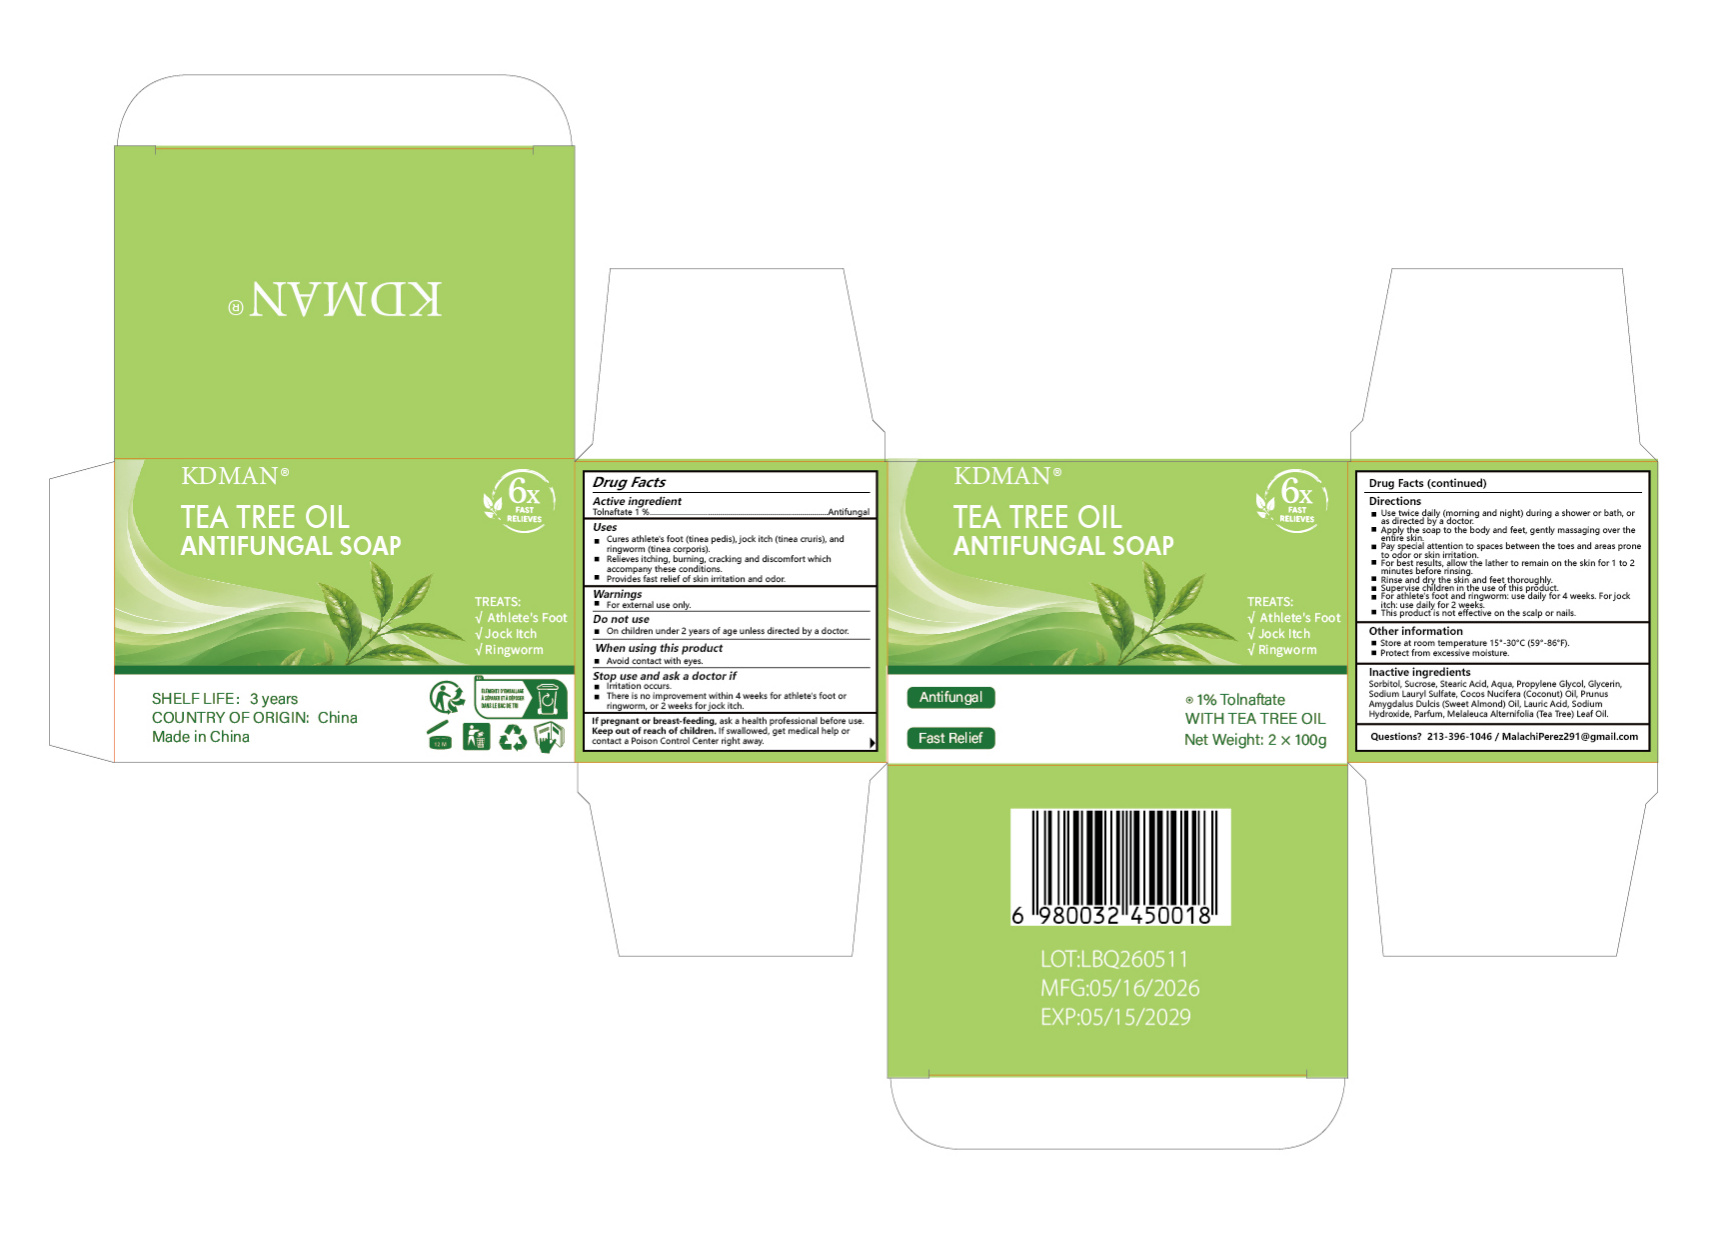 KDMAN®
KDMAN®
TEA TREE OIL
ANTIFUNGAL SOAP
6x
FAST
RELIEVES
TREATS:
√ Athlete's Foot
√ Jock Itch
√ Ringworm
SHELF LIFE: 3 years
COUNTRY OF ORIGIN: China
Made in China
ÉLÉMENTS D'EMBALLAGE
À SÉPARER ET À DÉPOSER
DANS LE BAC DE TRI
12 M
Drug Facts
Active ingredient
Tolnaftate 1 %...Antifungal
Uses
■ Cures athlete's foot (tinea pedis), jock itch (tinea cruris), and
ringworm (tinea corporis).
■ Relieves itching, burning, cracking and discomfort which
accompany these conditions.
■ Provides fast relief of skin irritation and odor.
Warnings
■ For external use only.
Do not use
■ On children under 2 years of age unless directed by a doctor.
When using this product
■ Avoid contact with eyes.
Stop use and ask a doctor if
■ Irritation occurs.
■ There is no improvement within 4 weeks for athlete's foot or
ringworm, or 2 weeks for jock itch.
If pregnant or breast-feeding, ask a health professional before use.
Keep out of reach of children. If swallowed, get medical help or
contact a Poison Control Center right away.
KDMAN®
TEA TREE OIL
ANTIFUNGAL SOAP
6x
FAST
RELIEVES
TREATS:
√ Athlete's Foot
√ Jock Itch
√ Ringworm
Antifungal
Fast Relief
1% Tolnaftate
WITH TEA TREE OIL
Net Weight: 2 × 100g
Drug Facts (continued)
Directions
■ Use twice daily (morning and night) during a shower or bath, or
as directed by a doctor.
■ Apply the soap to the body and feet, gently massaging over the
entire skin.
■ Pay special attention to spaces between the toes and areas prone
to odor or skin irritation.
■ For best results, allow the lather to remain on the skin for 1 to 2
minutes before rinsing.
■ Rinse and dry the skin and feet thoroughly.
■ Supervise children in the use of this product.
■ For athlete's foot and ringworm: use daily for 4 weeks. For jock
itch: use daily for 2 weeks.
■ This product is not effective on the scalp or nails.
Other information
■ Store at room temperature 15°-30°C (59°-86°F).
■ Protect from excessive moisture.
Inactive ingredients
Sorbitol, Sucrose, Stearic Acid, Aqua, Propylene Glycol, Glycerin,
Sodium Lauryl Sulfate, Cocos Nucifera (Coconut) Oil, Prunus
Amygdalus Dulcis (Sweet Almond) Oil, Lauric Acid, Sodium
Hydroxide, Parfum, Melaleuca Alternifolia (Tea Tree) Leaf Oil.
Questions? 213-396-1046 / MalachiPerez291@gmail.com
6 980032 450018
LOT:LBQ260511
MFG:05/16/2026
EXP:05/15/2029